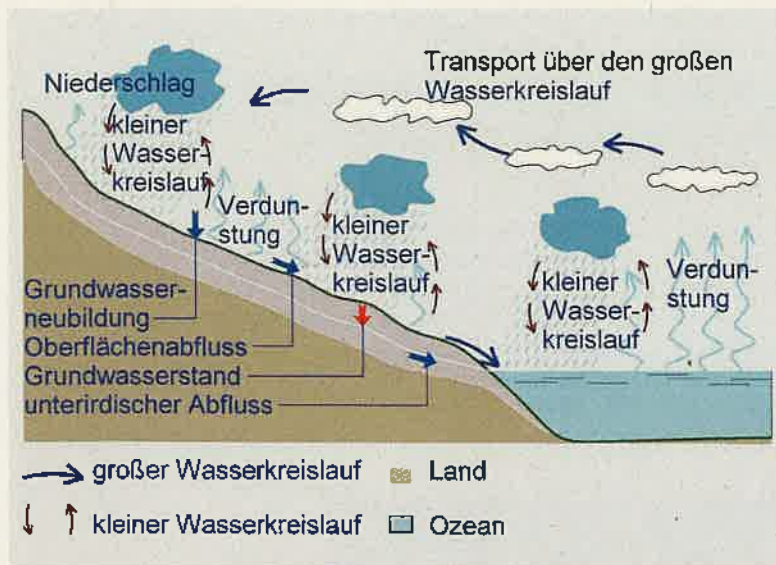 Transport über den großen
Wasserkreislauf
Niederschlag
kleiner
Wasser-
kreislauf
Verdun-
stung
kleiner
Wasser-
kreislauf
kleiner
Wasser-
kreislauf
Verdun-
stung
Grundwasser-
neubildung
Oberflächenabfluss
Grundwasserstand
unterirdischer Abfluss
großer Wasserkreislauf
Land
kleiner Wasserkreislauf
Ozean